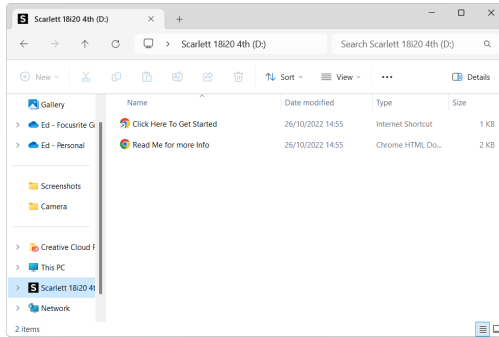 S Scarlett 18i20 4th (D:)
Scarlett 18i20 4th (D:) Search Scarlett 18i20 4th (D:)
New Sort View Details
Name Date modified Type Size
Gallery
Click Here To Get Started 26/10/2022 14:55 Internet Shortcut 1 KB
Ed - Focusrite G
Read Me for more Info 26/10/2022 14:55 Chrome HTML Do... 2 KB
Ed - Personal
Screenshots
Camera
Creative Cloud F
This PC
S Scarlett 18i20 4t
Network
2 items